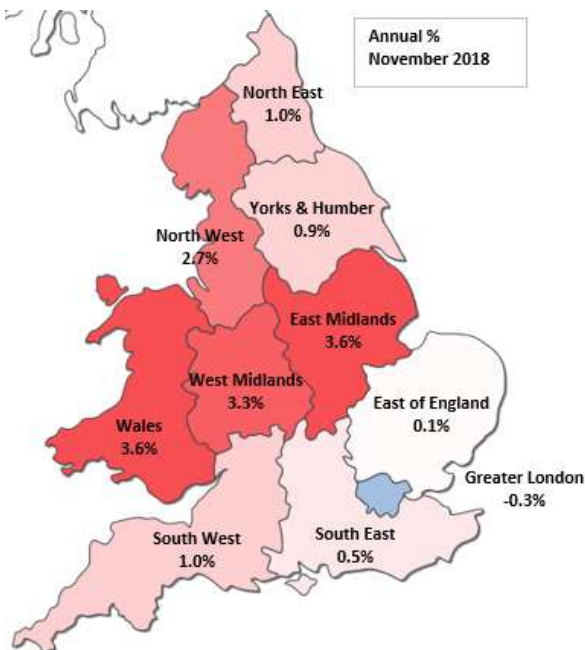 Annual %
November 2018
North East
1.0%
Yorks & Humber
0.9%
North West
2.7%
East Midlands
3.6%
West Midlands
3.3%
East of England
0.1%
Wales
3.6%
Greater London
-0.3%
South West
1.0%
South East
0.5%